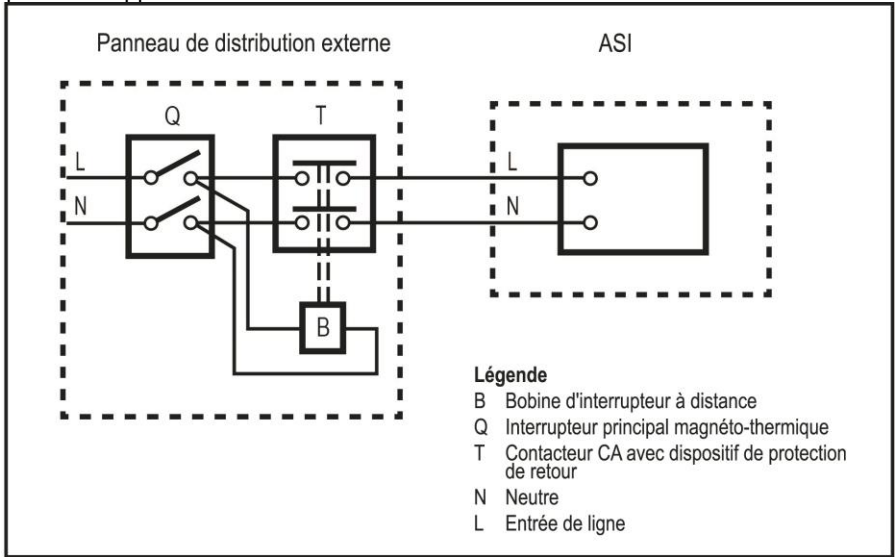 Panneau de distribution externe
ASI
Q
T
L
N
L
N
B
Légende
B Bobine d'interrupteur à distance
Q Interrupteur principal magnéto-thermique
T Contacteur CA avec dispositif de protection
de retour
N Neutre
L Entrée de ligne